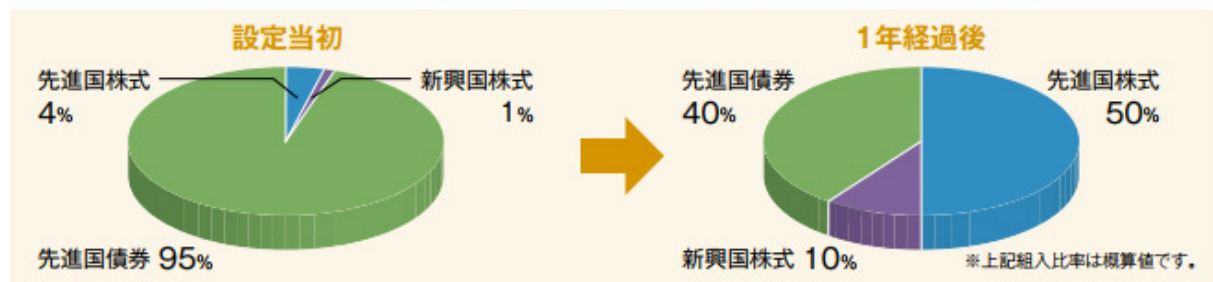 設定当初
先進国株式
4%
新興国株式
1%
先進国債券 95%
1年経過後
先進国債券
40%
先進国株式
50%
新興国株式 10%
※上記組入比率は概算値です。